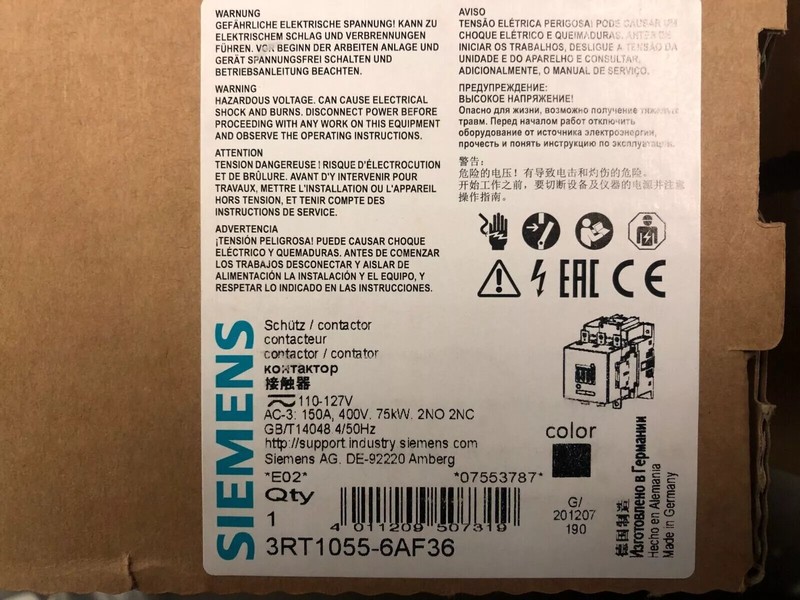 WARNUNG
GEFÄHRLICHE ELEKTRISCHE SPANNUNG! KANN ZU
ELEKTRISCHEM SCHLAG UND VERBRENNUNGEN
FÜHREN. VOR BEGINN DER ARBEITEN ANLAGE UND
GERÄT SPANNUNGSFREI SCHALTEN UND
BETRIEBSANLEITUNG BEACHTEN.
WARNING
HAZARDOUS VOLTAGE. CAN CAUSE ELECTRICAL
SHOCK AND BURNS. DISCONNECT POWER BEFORE
PROCEEDING WITH ANY WORK ON THIS EQUIPMENT
AND OBSERVE THE OPERATING INSTRUCTIONS.
ATTENTION
TENSION DANGEREUSE ! RISQUE D'ÉLECTROCUTION
ET DE BRÛLURE. AVANT D'Y INTERVENIR POUR
TRAVAUX, METTRE L'INSTALLATION OU L'APPAREIL
HORS TENSION, ET TENIR COMPTE DES
INSTRUCTIONS DE SERVICE.
ADVERTENCIA
¡TENSIÓN PELIGROSA! PUEDE CAUSAR CHOQUE
ELÉCTRICO Y QUEMADURAS. ANTES DE COMENZAR
LOS TRABAJOS DESCONECTAR Y AISLAR DE
ALIMENTACIÓN LA INSTALACIÓN Y EL EQUIPO, Y
RESPETAR LO INDICADO EN LAS INSTRUCCIONES.
AVISO
TENSÃO ELÉTRICA PERIGOSA! PODE CAUSAR UM
CHOQUE ELÉTRICO E QUEIMADURAS. ANTES DE
INICIAR OS TRABALHOS, DESLIGUE A TENSÃO DA
UNIDADE E DO APARELHO E CONSULTAR,
ADICIONALMENTE, O MANUAL DE SERVIÇO.
ПРЕДУПРЕЖДЕНИЕ:
ВЫСОКОЕ НАПРЯЖЕНИЕ!
Опасно для жизни, возможно получение тяжелых
травм. Перед началом работ отключить
оборудование от источника электроэнергии,
прочесть и понять инструкцию по эксплуатации.
警告:
危险的电压! 有导致电击和灼伤的危险。
开始工作之前, 要切断设备及仪器的电源并注意
操作指南。
EAC CE
SIEMENS
Schütz / contactor
contacteur
contactor / contator
контактор
接触器
110-127V
AC-3: 150A, 400V. 75kW. 2NO 2NC
GB/T14048 4/50Hz
http://support industry siemens com
Siemens AG. DE-92220 Amberg
*E02* *07553787*
Qty
1
4 011209 507319
3RT1055-6AF36
color
G/
201207
190
德国制造
Изготовлено в Германии
Hecho en Alemania
Made in Germany